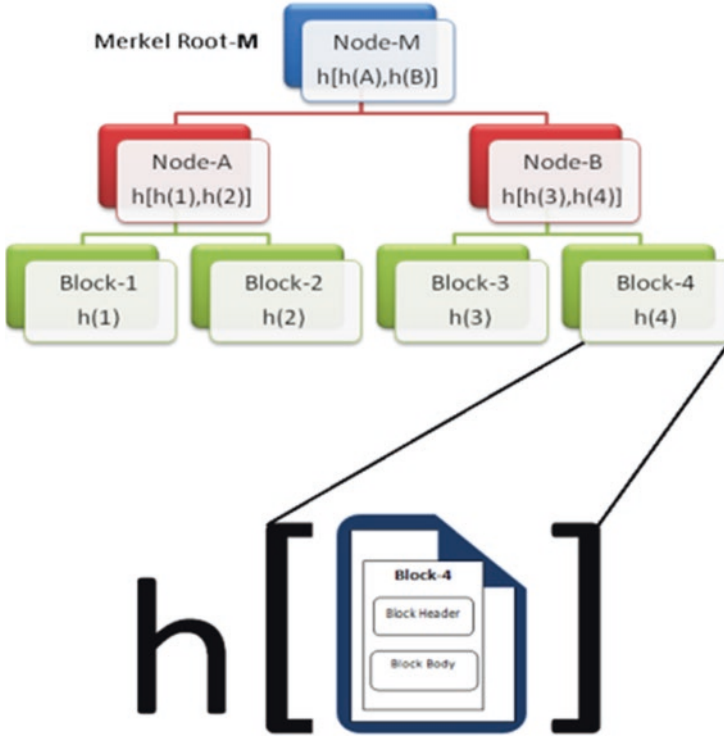 Merkel Root-M
Node-M
h[h(A),h(B)]
Node-A
h[h(1),h(2)]
Node-B
h[h(3),h(4)]
Block-1
h(1)
Block-2
h(2)
Block-3
h(3)
Block-4
h(4)
h [ ]
Block-4
Block Header
Block Body